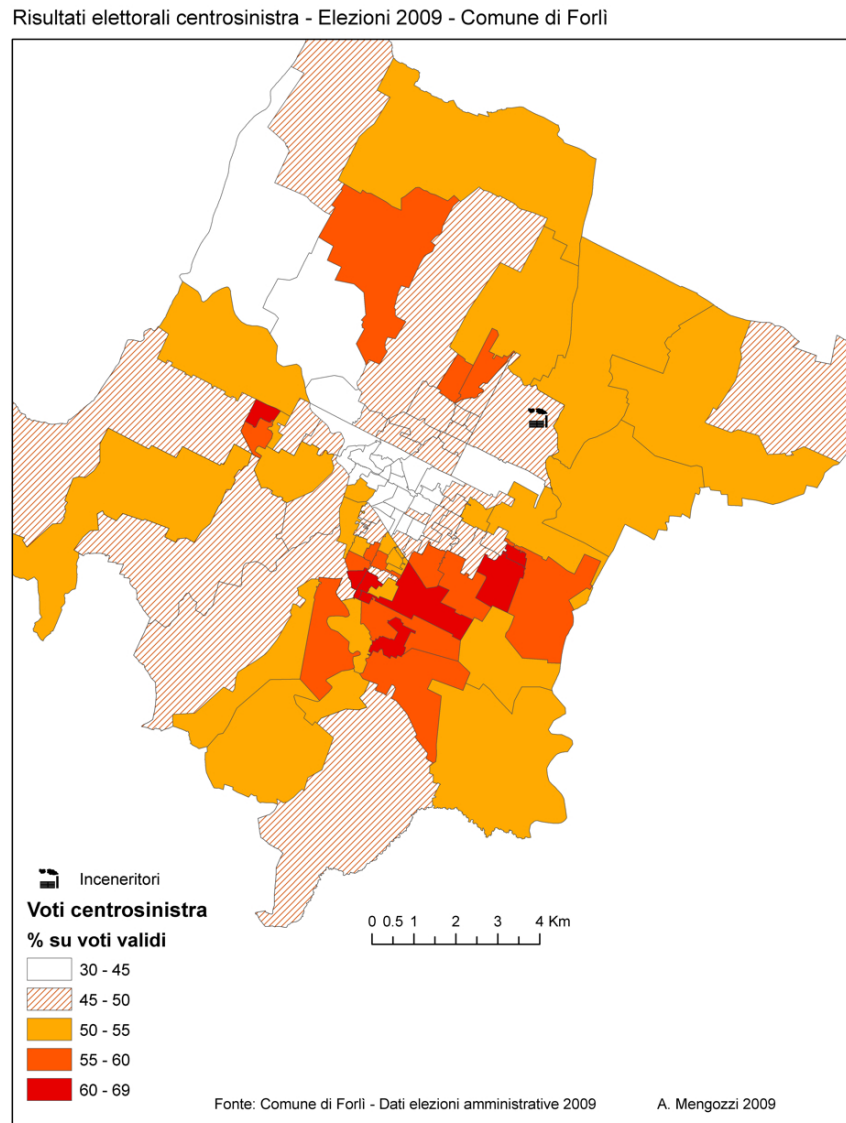 Risultati elettorali centrosinistra - Elezioni 2009 - Comune di Forlì
Inceneritori
Voti centrosinistra
% su voti validi
0 0.5 1 2 3 4 Km
30 - 45
45 - 50
50 - 55
55 - 60
60 - 69
Fonte: Comune di Forlì - Dati elezioni amministrative 2009 A. Mengozzi 2009